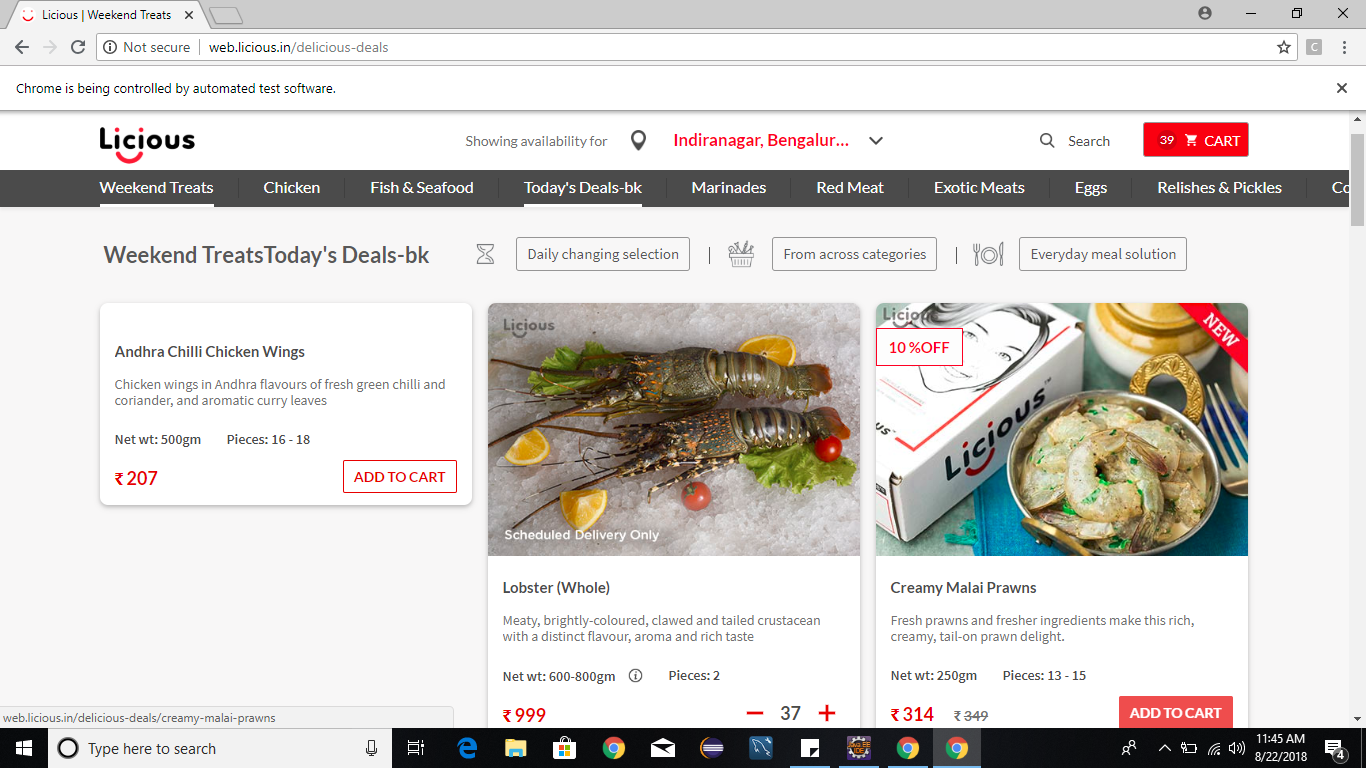 Licious | Weekend Treats
Not secure
web.licious.in/delicious-deals
C
Chrome is being controlled by automated test software.
Licious
Showing availability for
Indiranagar, Bengalur...
Search
39 CART
Weekend Treats
Chicken
Fish & Seafood
Today's Deals-bk
Marinades
Red Meat
Exotic Meats
Eggs
Relishes & Pickles
Co
Weekend TreatsToday's Deals-bk
Daily changing selection
|
From across categories
|
Everyday meal solution
Andhra Chilli Chicken Wings
Chicken wings in Andhra flavours of fresh green chilli and
coriander, and aromatic curry leaves
Net wt: 500gm Pieces: 16 - 18
₹ 207
ADD TO CART
Licious
Scheduled Delivery Only
Lobster (Whole)
Meaty, brightly-coloured, clawed and tailed crustacean
with a distinct flavour, aroma and rich taste
Net wt: 600-800gm Pieces: 2
₹ 999
37
Licious
10 %OFF
NEW
Licious
Creamy Malai Prawns
Fresh prawns and fresher ingredients make this rich,
creamy, tail-on prawn delight.
Net wt: 250gm Pieces: 13 - 15
₹ 314 ₹ 349
ADD TO CART
web.licious.in/delicious-deals/creamy-malai-prawns
Type here to search
11:45 AM
8/22/2018
4